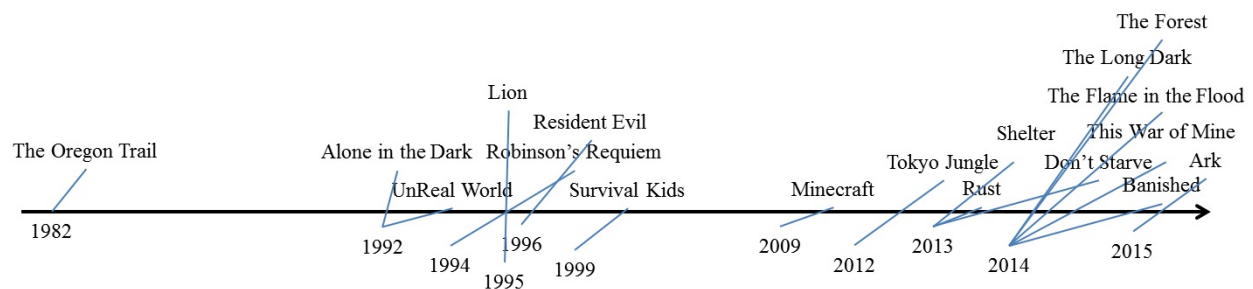 The Forest
The Long Dark
Lion
The Flame in the Flood
Resident Evil
Shelter
This War of Mine
The Oregon Trail
Alone in the Dark
Robinson's Requiem
Tokyo Jungle
Don't Starve
Ark
UnReal World
Survival Kids
Minecraft
Rust
Banished
1982
1992
1996
2009
2013
2015
1994
1999
2012
2014
1995